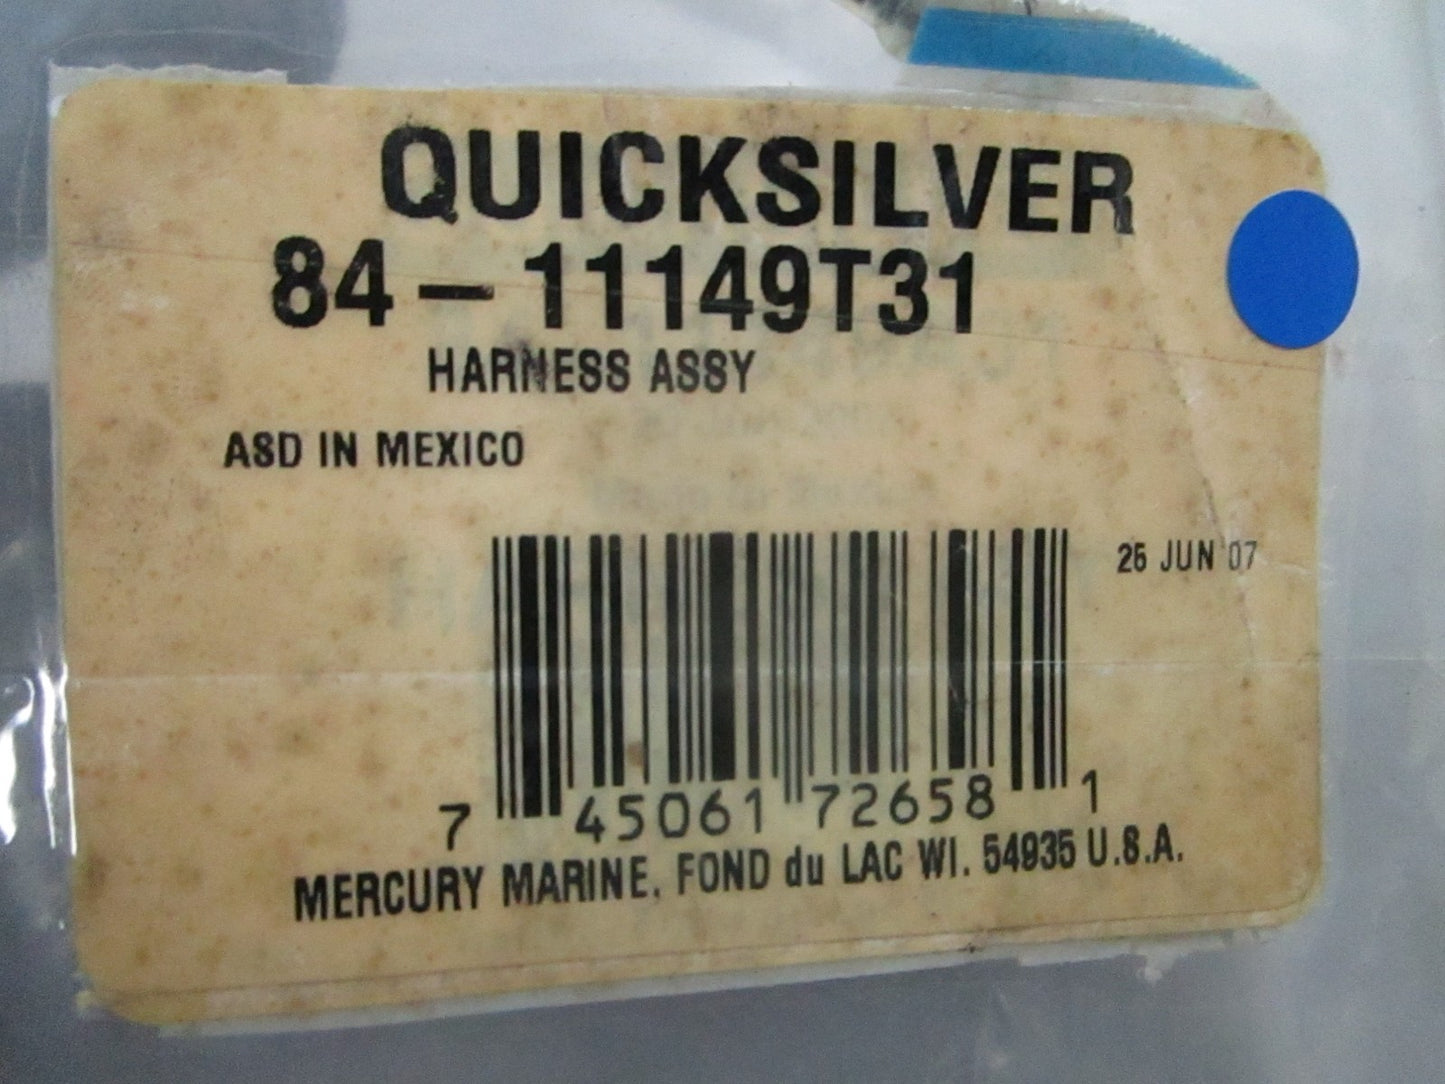 QUICKSILVER
84-11149T31
HARNESS ASSY
ASD IN MEXICO
26 JUN 07
7 45061 72658 1
MERCURY MARINE. FOND du LAC WI. 54935 U.S.A.